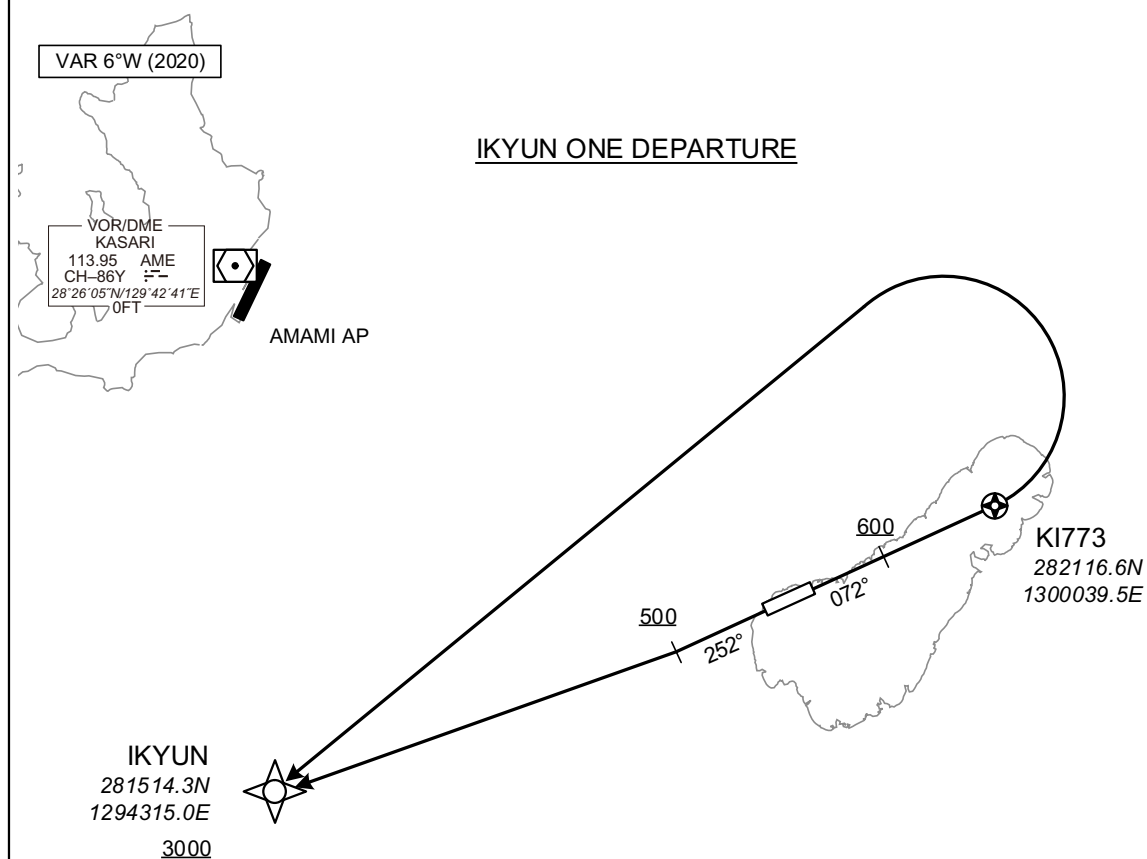 VAR 6°W (2020)
IKYUN ONE DEPARTURE
VOR/DME
KASARI
113.95 AME
CH–86Y
28°26´05˝N/129°42´41˝E
0FT
AMAMI AP
600
KI773
282116.6N
1300039.5E
072°
500
252°
IKYUN
281514.3N
1294315.0E
3000